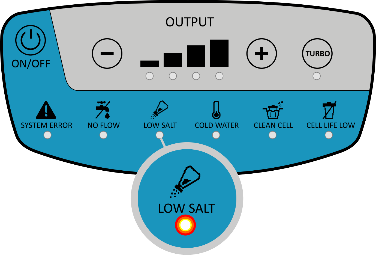 OUTPUT
ON/OFF
TURBO
SYSTEM ERROR
NO FLOW
LOW SALT
COLD WATER
CLEAN CELL
CELL LIFE LOW
LOW SALT